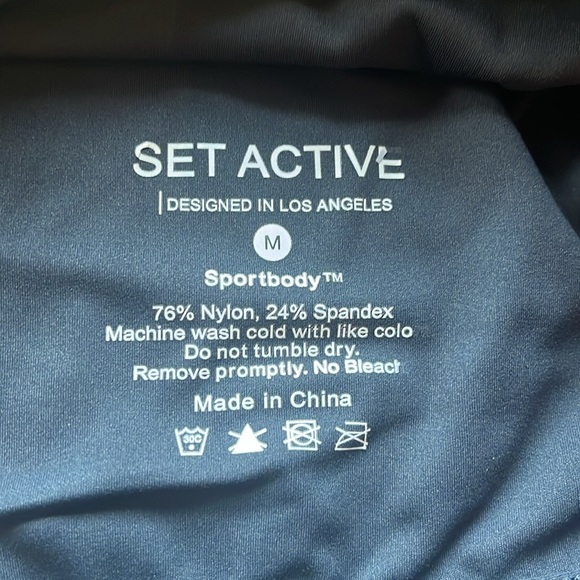 SET ACTIVE
DESIGNED IN LOS ANGELES
M
Sportbody™
76% Nylon, 24% Spandex
Machine wash cold with like colo
Do not tumble dry.
Remove promptly. No Bleach
Made in China
30C